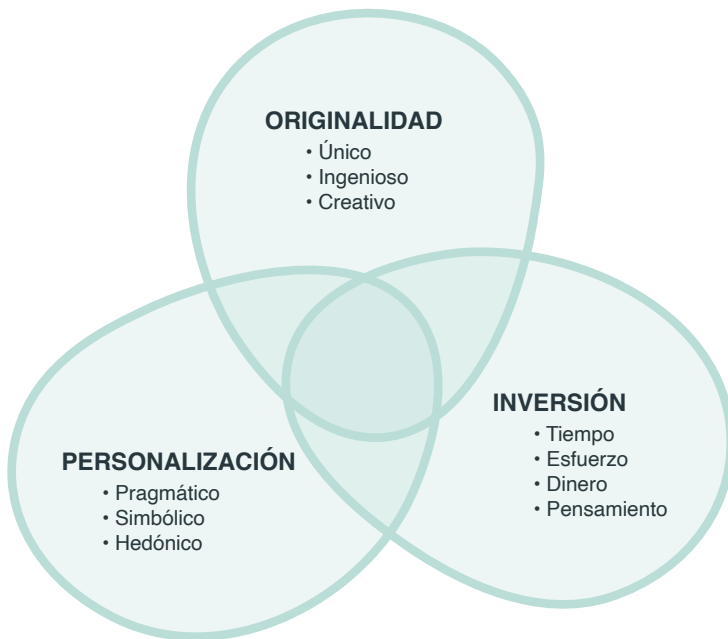 ORIGINALIDAD
• Único
• Ingenioso
• Creativo
INVERSIÓN
• Tiempo
• Esfuerzo
• Dinero
• Pensamiento
PERSONALIZACIÓN
• Pragmático
• Simbólico
• Hedónico